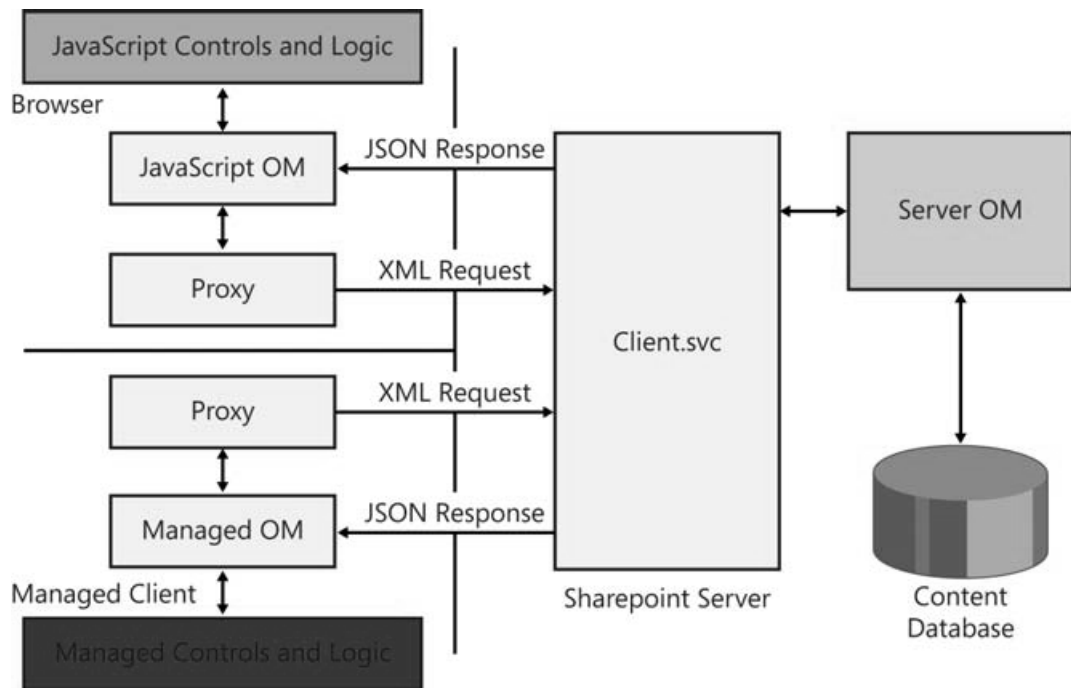 JavaScript Controls and Logic
Browser
JavaScript OM
JSON Response
Proxy
XML Request
Proxy
XML Request
Managed OM
JSON Response
Managed Client
Managed Controls and Logic
Client.svc
Sharepoint Server
Server OM
Content
Database